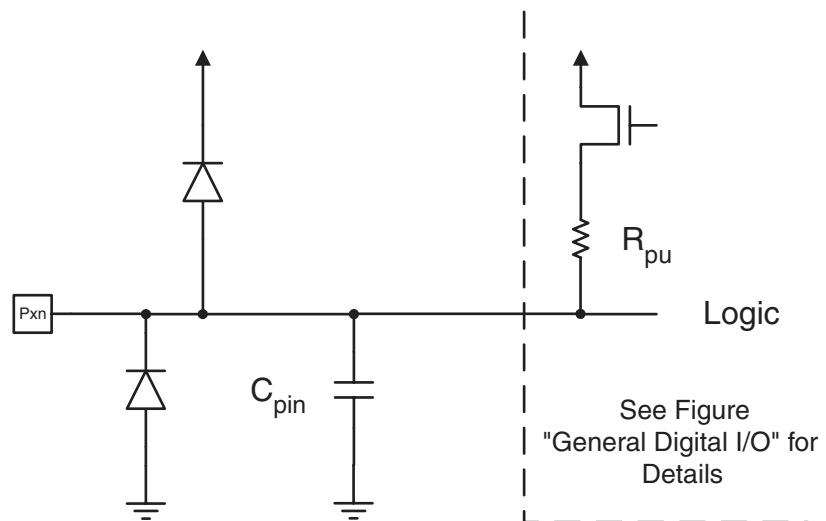 R
pu
Pxn
Logic
C
pin
See Figure
"General Digital I/O" for
Details